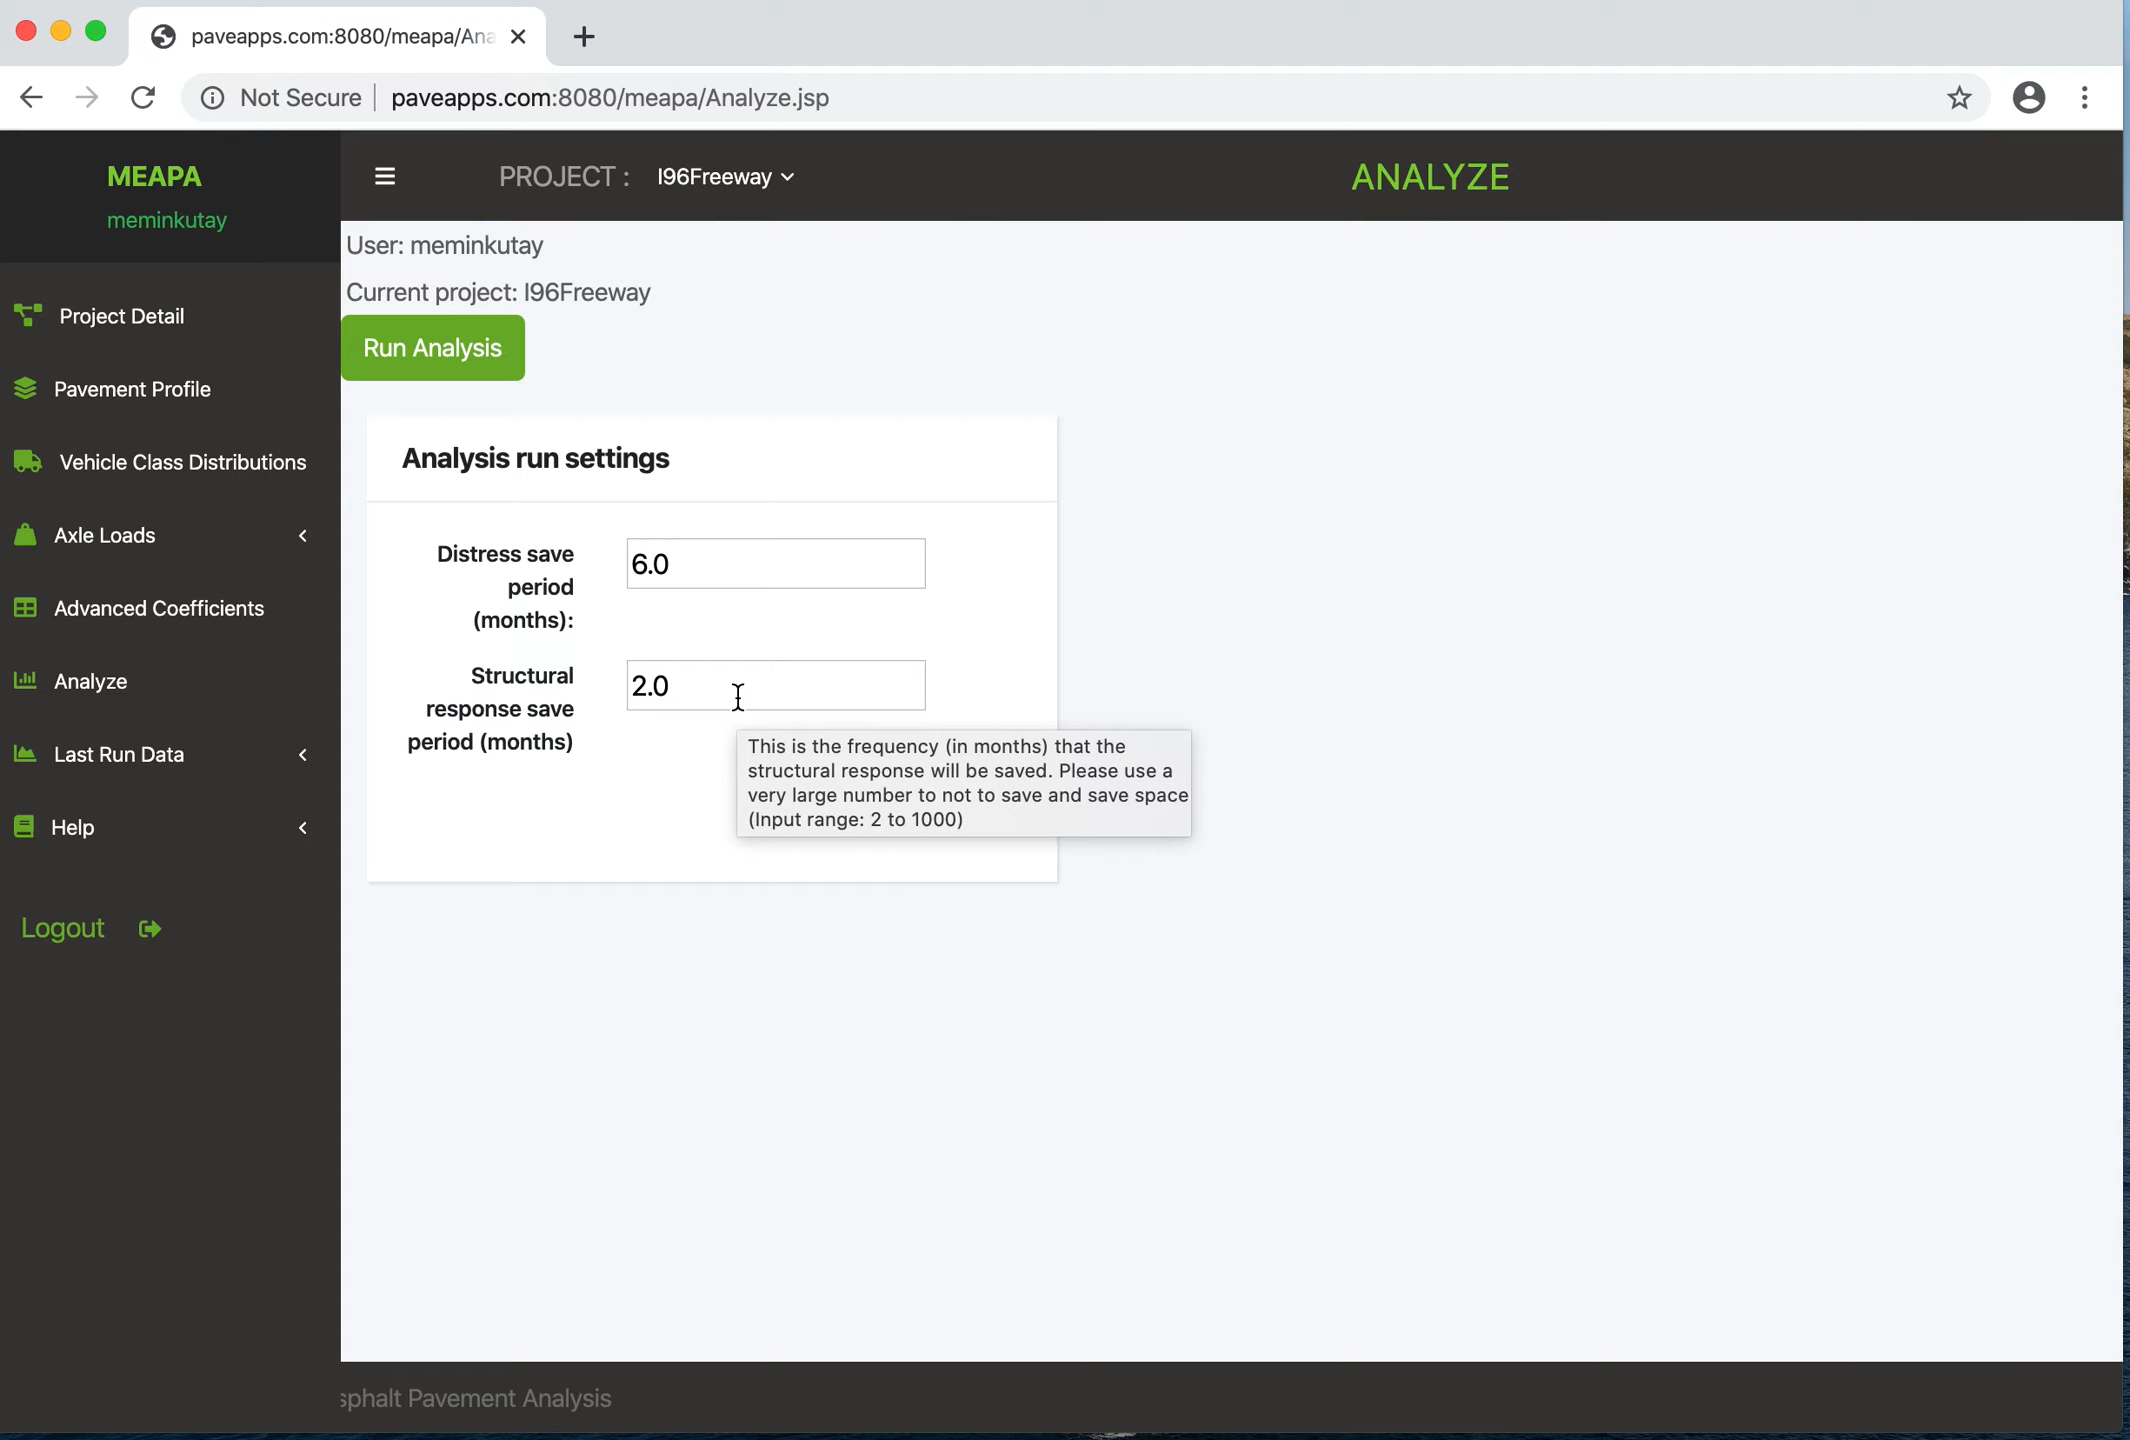 paveapps.com:8080/meapa/Ana
Not Secure
paveapps.com:8080/meapa/Analyze.jsp
MEAPA
meminkutay
PROJECT :
I96Freeway
ANALYZE
Project Detail
Pavement Profile
Vehicle Class Distributions
Axle Loads
Advanced Coefficients
Analyze
Last Run Data
Help
Logout
User: meminkutay
Current project: I96Freeway
Run Analysis
Analysis run settings
Distress save
period
(months):
6.0
Structural
response save
period (months)
2.0
This is the frequency (in months) that the
structural response will be saved. Please use a
very large number to not to save and save space
(Input range: 2 to 1000)
sphalt Pavement Analysis